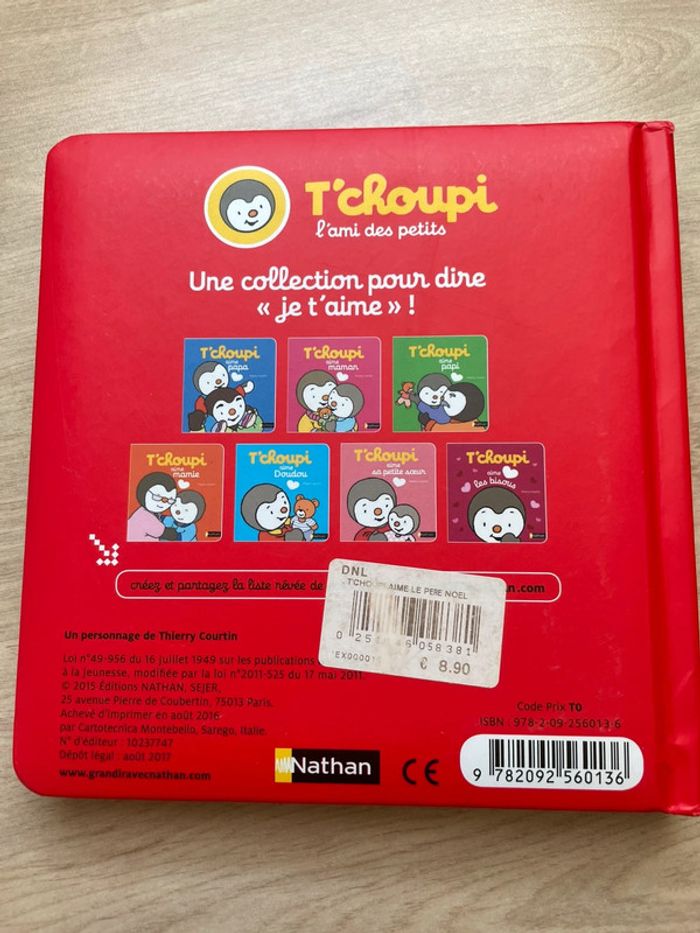 T'choupi
l'ami des petits
Une collection pour dire
« je t'aime » !
T'choupi
aime
papa
T'choupi
aime
maman
T'choupi
aime
papi
T'choupi
aime
mamie
T'choupi
aime
Doudou
T'choupi
aime
sa petite sœur
T'choupi
aime
les bisous
créez et partagez la liste rêvée de
.com
DNL
T'CHOUPI AIME LE PERE NOEL
058381
€ 8.90
Un personnage de Thierry Courtin
Loi n°49-956 du 16 juillet 1949 sur les publications
à la jeunesse, modifiée par la loi n°2011-525 du 17 mai 2011.
© 2015 Éditions NATHAN, SEJER,
25 avenue Pierre de Coubertin, 75013 Paris.
Achevé d'imprimer en août 2016
par Cartotecnica Montebello, Sarego, Italie.
N° d'éditeur : 10237747
Dépôt légal : août 2017
www.grandiravecnathan.com
Nathan
CE
Code Prix T0
ISBN : 978-2-09-256013-6
9 782092 560136